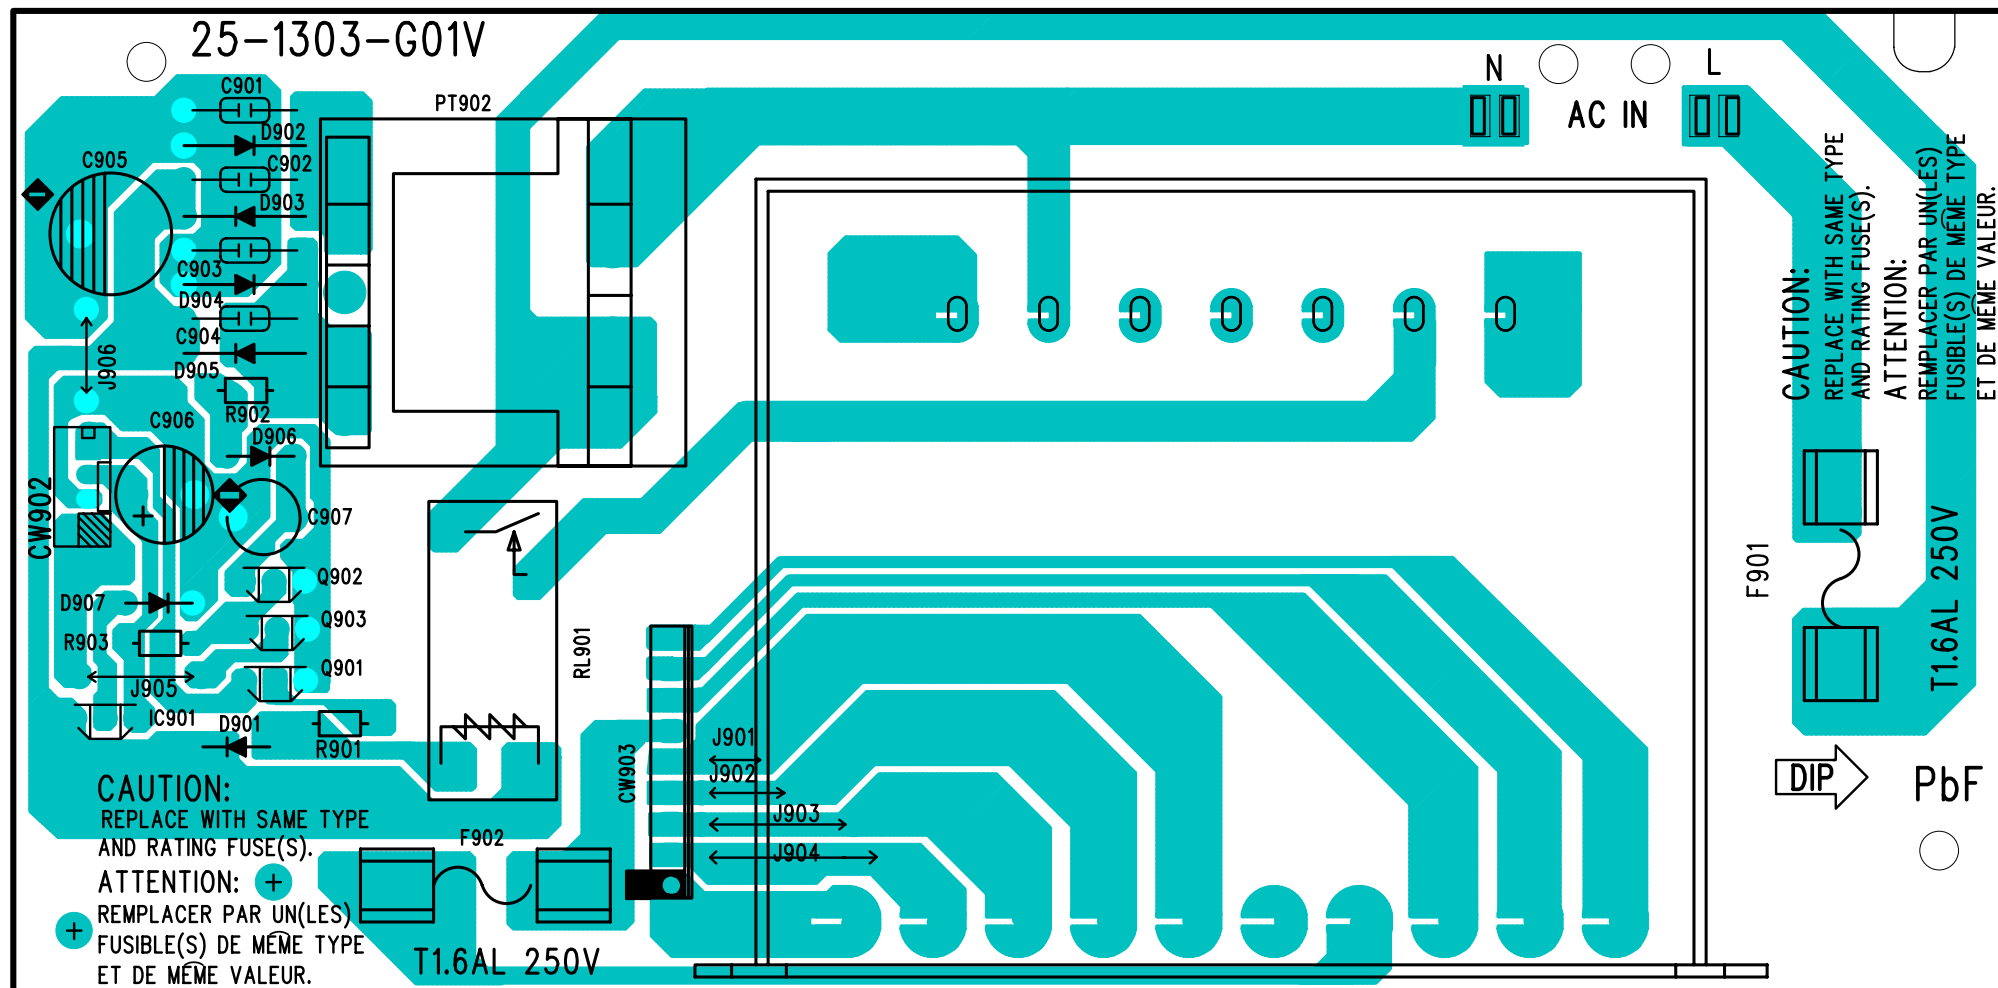 25-1303-G01V
C901
PT902
D902
C905
C902
D903
C903
D904
C904
D905
J906
R902
C906
D906
CW902
C907
Q902
D907
Q903
R903
Q901
J905
IC901
D901
R901
RL901
N
L
AC IN
CAUTION:
REPLACE WITH SAME TYPE
AND RATING FUSE(S).
ATTENTION:
REMPLACER PAR UN(LES)
FUSIBLE(S) DE MÊME TYPE
ET DE MÊME VALEUR.
F901
T1.6AL 250V
J901
J902
J903
J904
CW903
DIP
PbF
CAUTION:
REPLACE WITH SAME TYPE
AND RATING FUSE(S).
ATTENTION:
REMPLACER PAR UN(LES)
FUSIBLE(S) DE MÊME TYPE
ET DE MÊME VALEUR.
F902
T1.6AL 250V